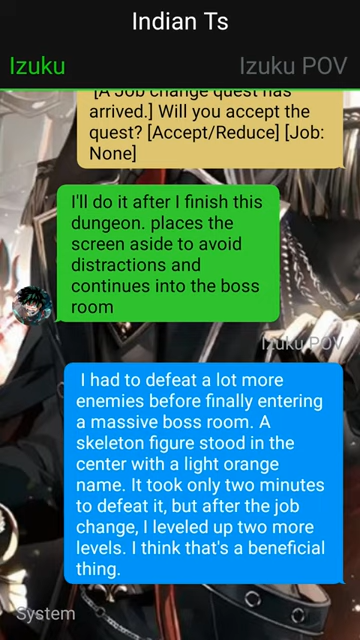 Indian Ts
Izuku
Izuku POV
[A Job change quest has
arrived.] Will you accept the
quest? [Accept/Reduce] [Job:
None]
I'll do it after I finish this
dungeon. places the
screen aside to avoid
distractions and
continues into the boss
room
Izuku POV
I had to defeat a lot more
enemies before finally entering
a massive boss room. A
skeleton figure stood in the
center with a light orange
name. It took only two minutes
to defeat it, but after the job
change, I leveled up two more
levels. I think that's a beneficial
thing.
System